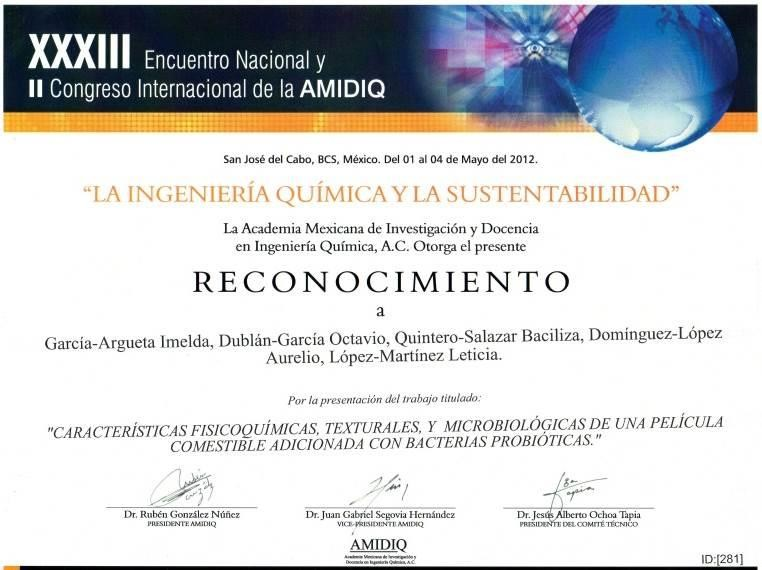 XXXIII Encuentro Nacional y
II Congreso Internacional de la AMIDIQ
San José del Cabo, BCS, México. Del 01 al 04 de Mayo del 2012.
“LA INGENIERÍA QUÍMICA Y LA SUSTENTABILIDAD”
La Academia Mexicana de Investigación y Docencia
en Ingeniería Química, A.C. Otorga el presente
RECONOCIMIENTO
a
García-Argueta Imelda, Dublán-García Octavio, Quintero-Salazar Baciliza, Domínguez-López
Aurelio, López-Martínez Leticia.
Por la presentación del trabajo titulado:
"CARACTERÍSTICAS FISICOQUÍMICAS, TEXTURALES, Y MICROBIOLÓGICAS DE UNA PELÍCULA
COMESTIBLE ADICIONADA CON BACTERIAS PROBIÓTICAS."
Dr. Rubén González Núñez
PRESIDENTE AMIDIQ
Dr. Juan Gabriel Segovia Hernández
VICE-PRESIDENTE AMIDIQ
Dr. Jesús Alberto Ochoa Tapia
PRESIDENTE DEL COMITÉ TÉCNICO
AMIDIQ
Academia Mexicana de Investigación y
Docencia en Ingeniería Química, A.C.
ID:[281]